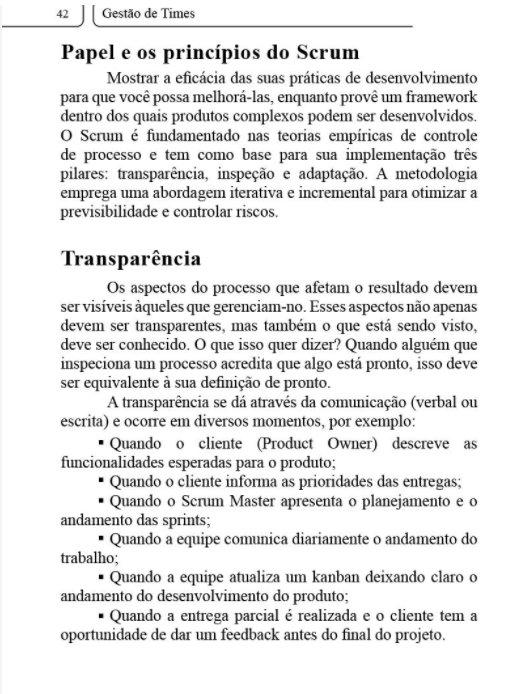 42 Gestão de Times
Papel e os princípios do Scrum
Mostrar a eficácia das suas práticas de desenvolvimento
para que você possa melhorá-las, enquanto provê um framework
dentro dos quais produtos complexos podem ser desenvolvidos.
O Scrum é fundamentado nas teorias empíricas de controle
de processo e tem como base para sua implementação três
pilares: transparência, inspeção e adaptação. A metodologia
emprega uma abordagem iterativa e incremental para otimizar a
previsibilidade e controlar riscos.
Transparência
Os aspectos do processo que afetam o resultado devem
ser visíveis àqueles que gerenciam-no. Esses aspectos não apenas
devem ser transparentes, mas também o que está sendo visto,
deve ser conhecido. O que isso quer dizer? Quando alguém que
inspeciona um processo acredita que algo está pronto, isso deve
ser equivalente à sua definição de pronto.
A transparência se dá através da comunicação (verbal ou
escrita) e ocorre em diversos momentos, por exemplo:
▪ Quando o cliente (Product Owner) descreve as
funcionalidades esperadas para o produto;
▪ Quando o cliente informa as prioridades das entregas;
▪ Quando o Scrum Master apresenta o planejamento e o
andamento das sprints;
▪ Quando a equipe comunica diariamente o andamento do
trabalho;
▪ Quando a equipe atualiza um kanban deixando claro o
andamento do desenvolvimento do produto;
▪ Quando a entrega parcial é realizada e o cliente tem a
oportunidade de dar um feedback antes do final do projeto.